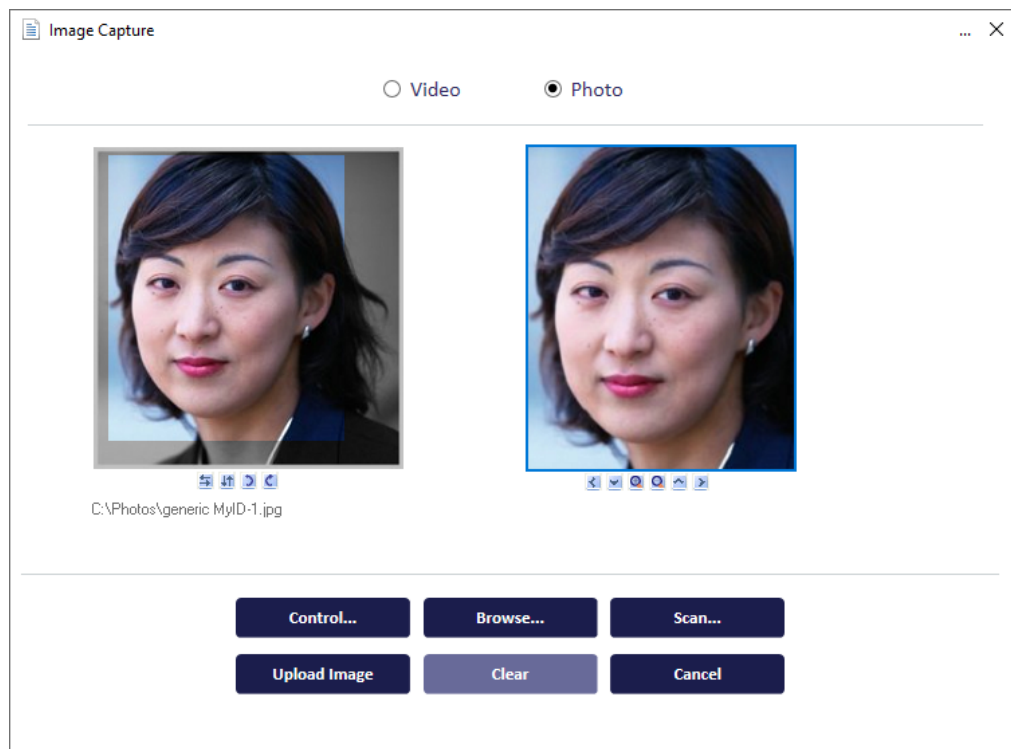 Image Capture ...
Video Photo
C:\Photos\generic MyID-1.jpg
Control... Browse... Scan...
Upload Image Clear Cancel